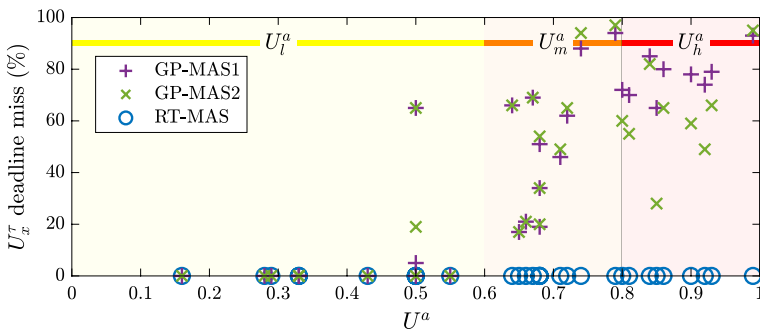 100
80
60
40
20
0
U_x^τ deadline miss (%)
U_l^a
U_m^a
U_h^a
GP-MAS1
GP-MAS2
RT-MAS
0 0.1 0.2 0.3 0.4 0.5 0.6 0.7 0.8 0.9 1
U^a